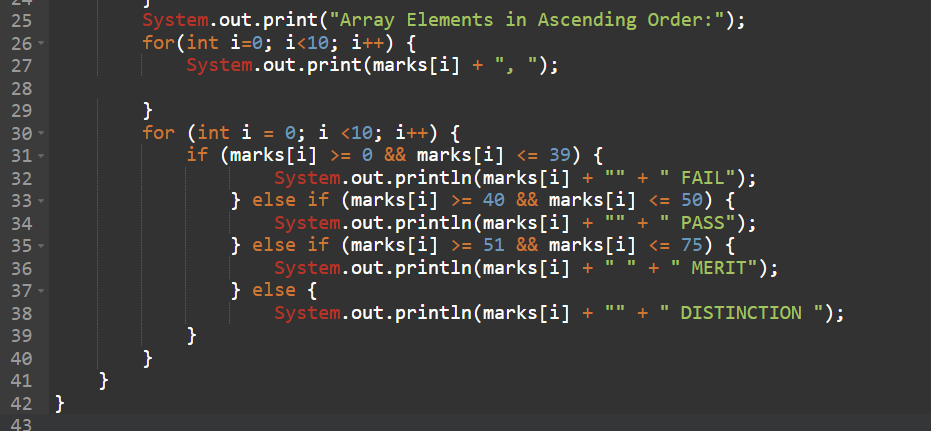 25 System.out.print("Array Elements in Ascending Order:");
26 for(int i=0; i<10; i++) {
27 System.out.print(marks[i] + ", ");
28
29 }
30 for (int i = 0; i <10; i++) {
31 if (marks[i] >= 0 && marks[i] <= 39) {
32 System.out.println(marks[i] + "" + " FAIL");
33 } else if (marks[i] >= 40 && marks[i] <= 50) {
34 System.out.println(marks[i] + "" + " PASS");
35 } else if (marks[i] >= 51 && marks[i] <= 75) {
36 System.out.println(marks[i] + " " + " MERIT");
37 } else {
38 System.out.println(marks[i] + "" + " DISTINCTION ");
39 }
40 }
41 }
42 }
43